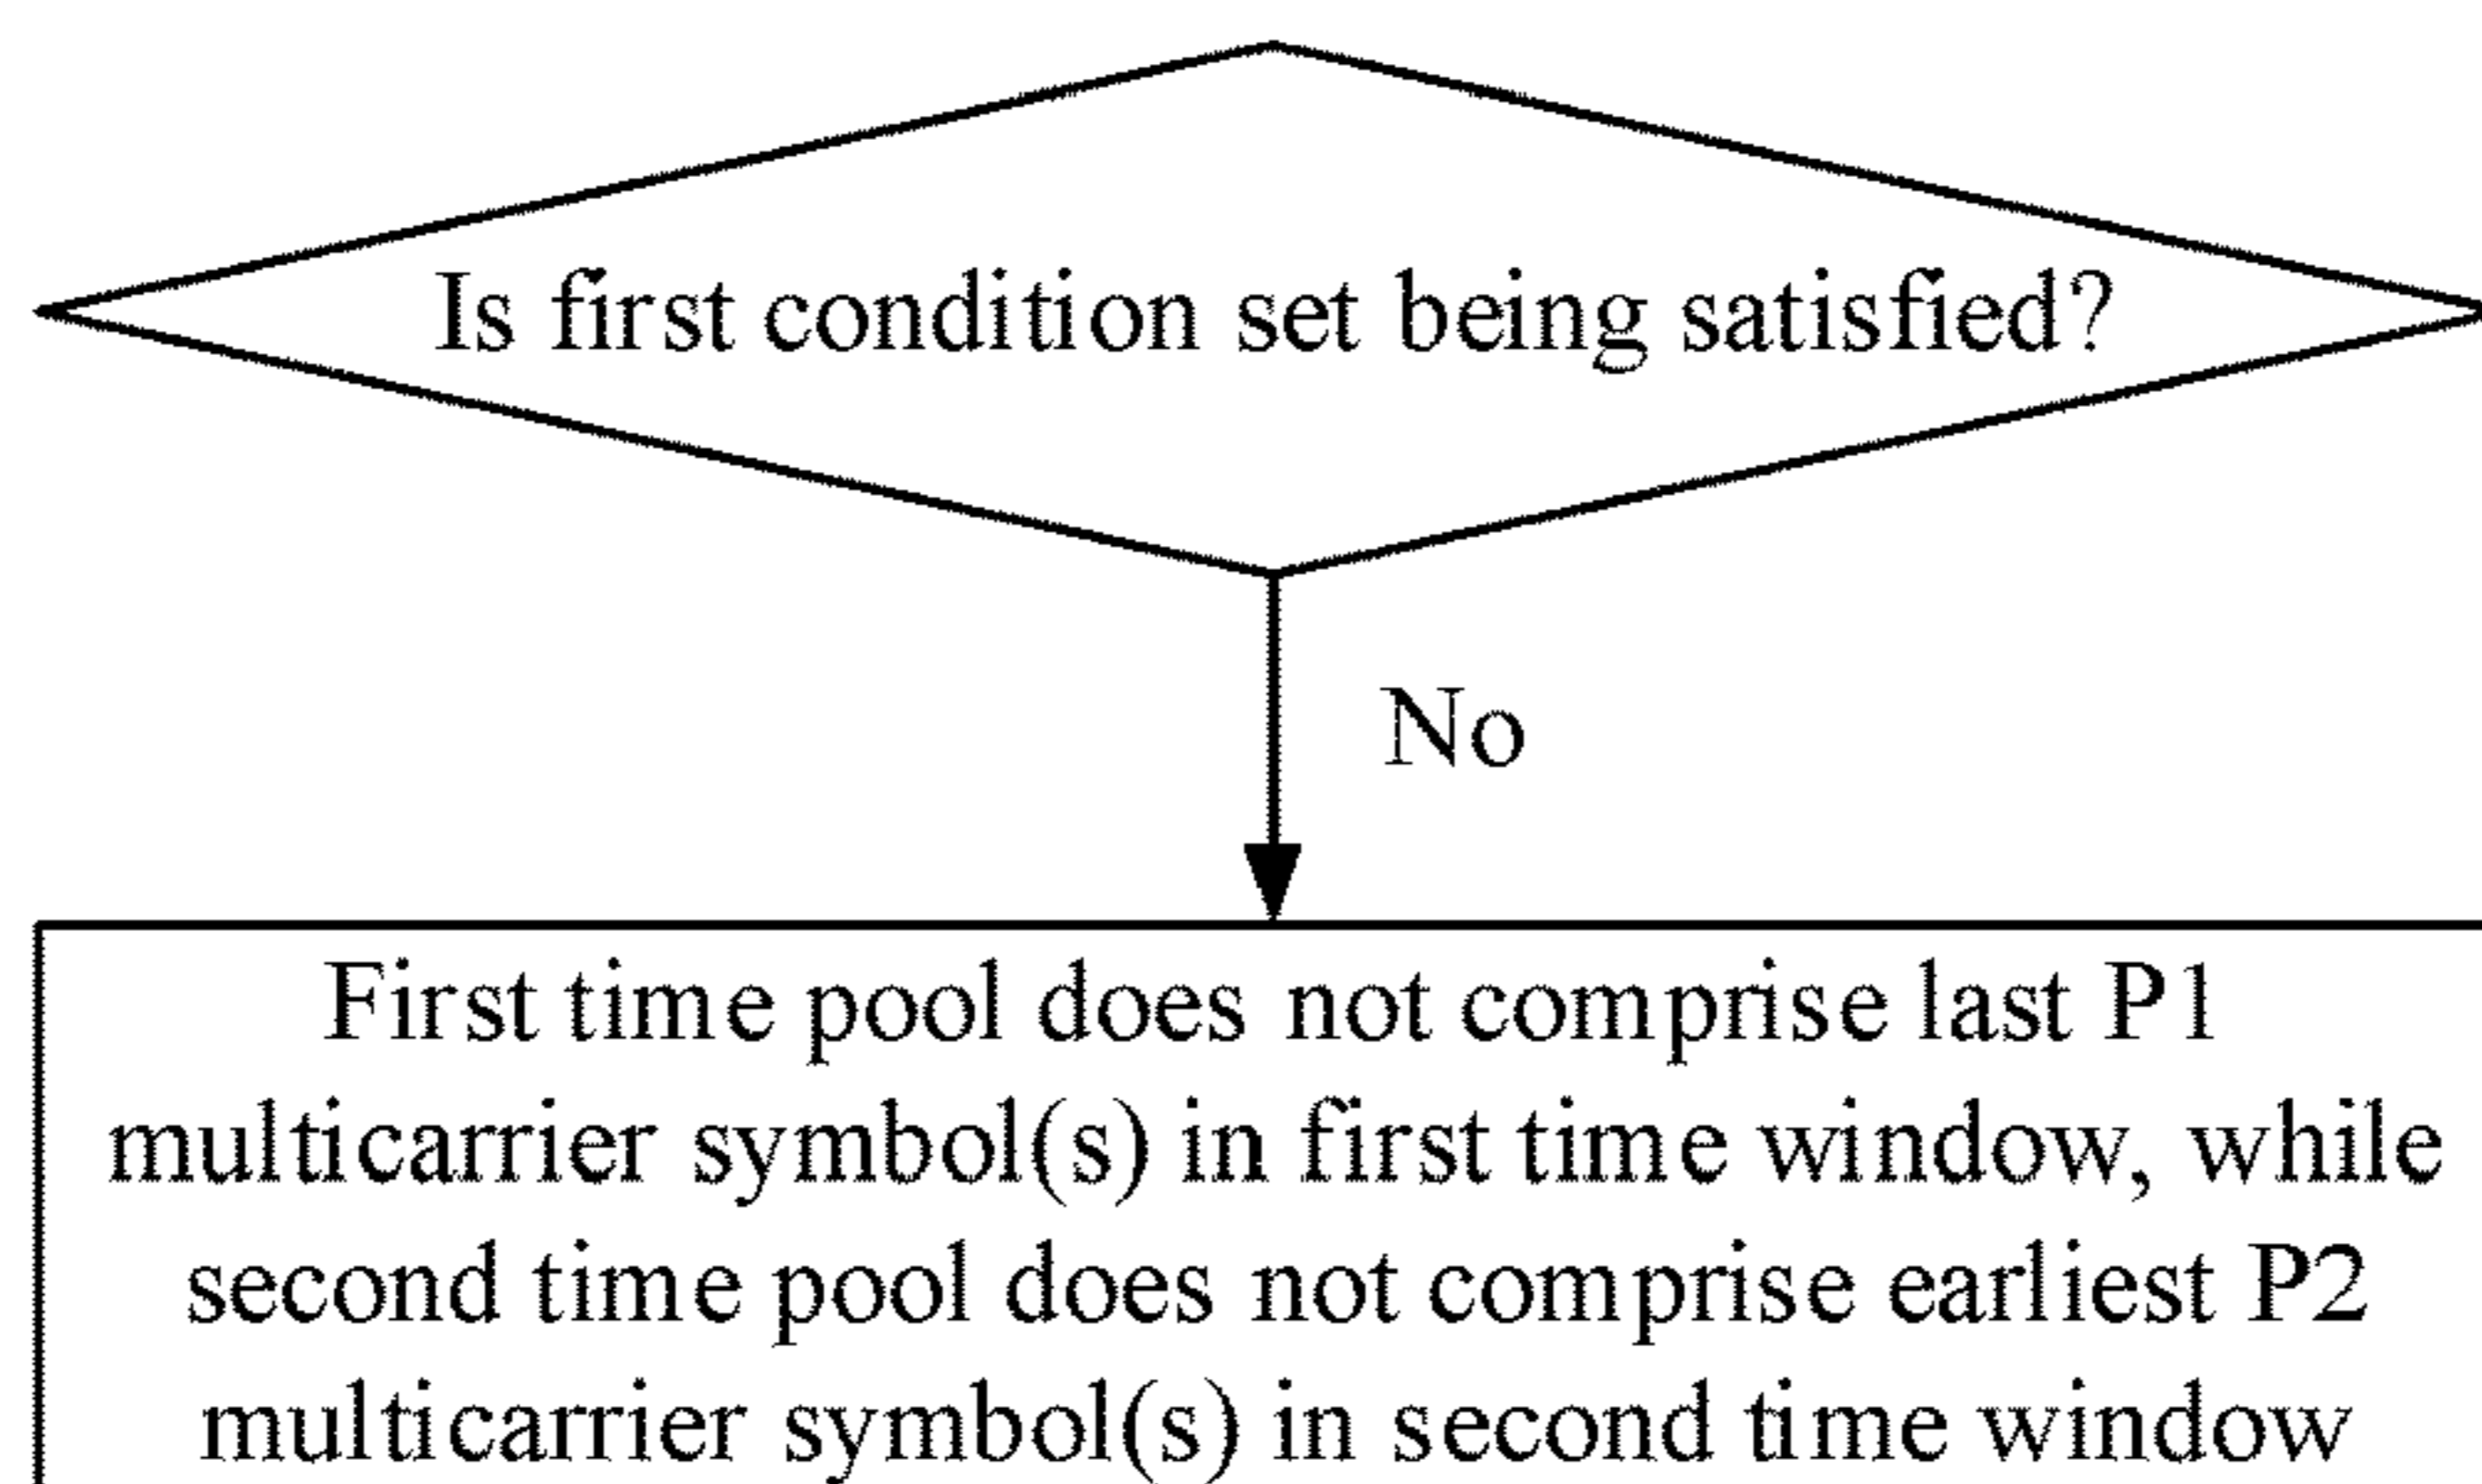 Is first condition set being satisfied?
No
First time pool does not comprise last P1
multicarrier symbol(s) in first time window, while
second time pool does not comprise earliest P2
multicarrier symbol(s) in second time window